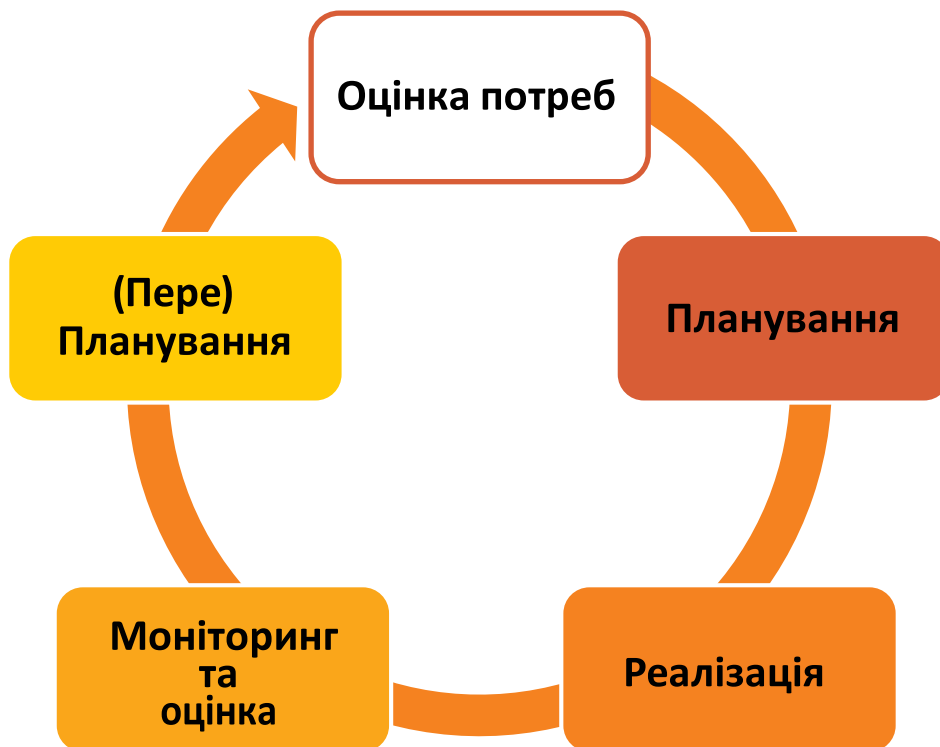 Оцінка потреб
Планування
Реалізація
Моніторинг
та
оцінка
(Пере)
Планування